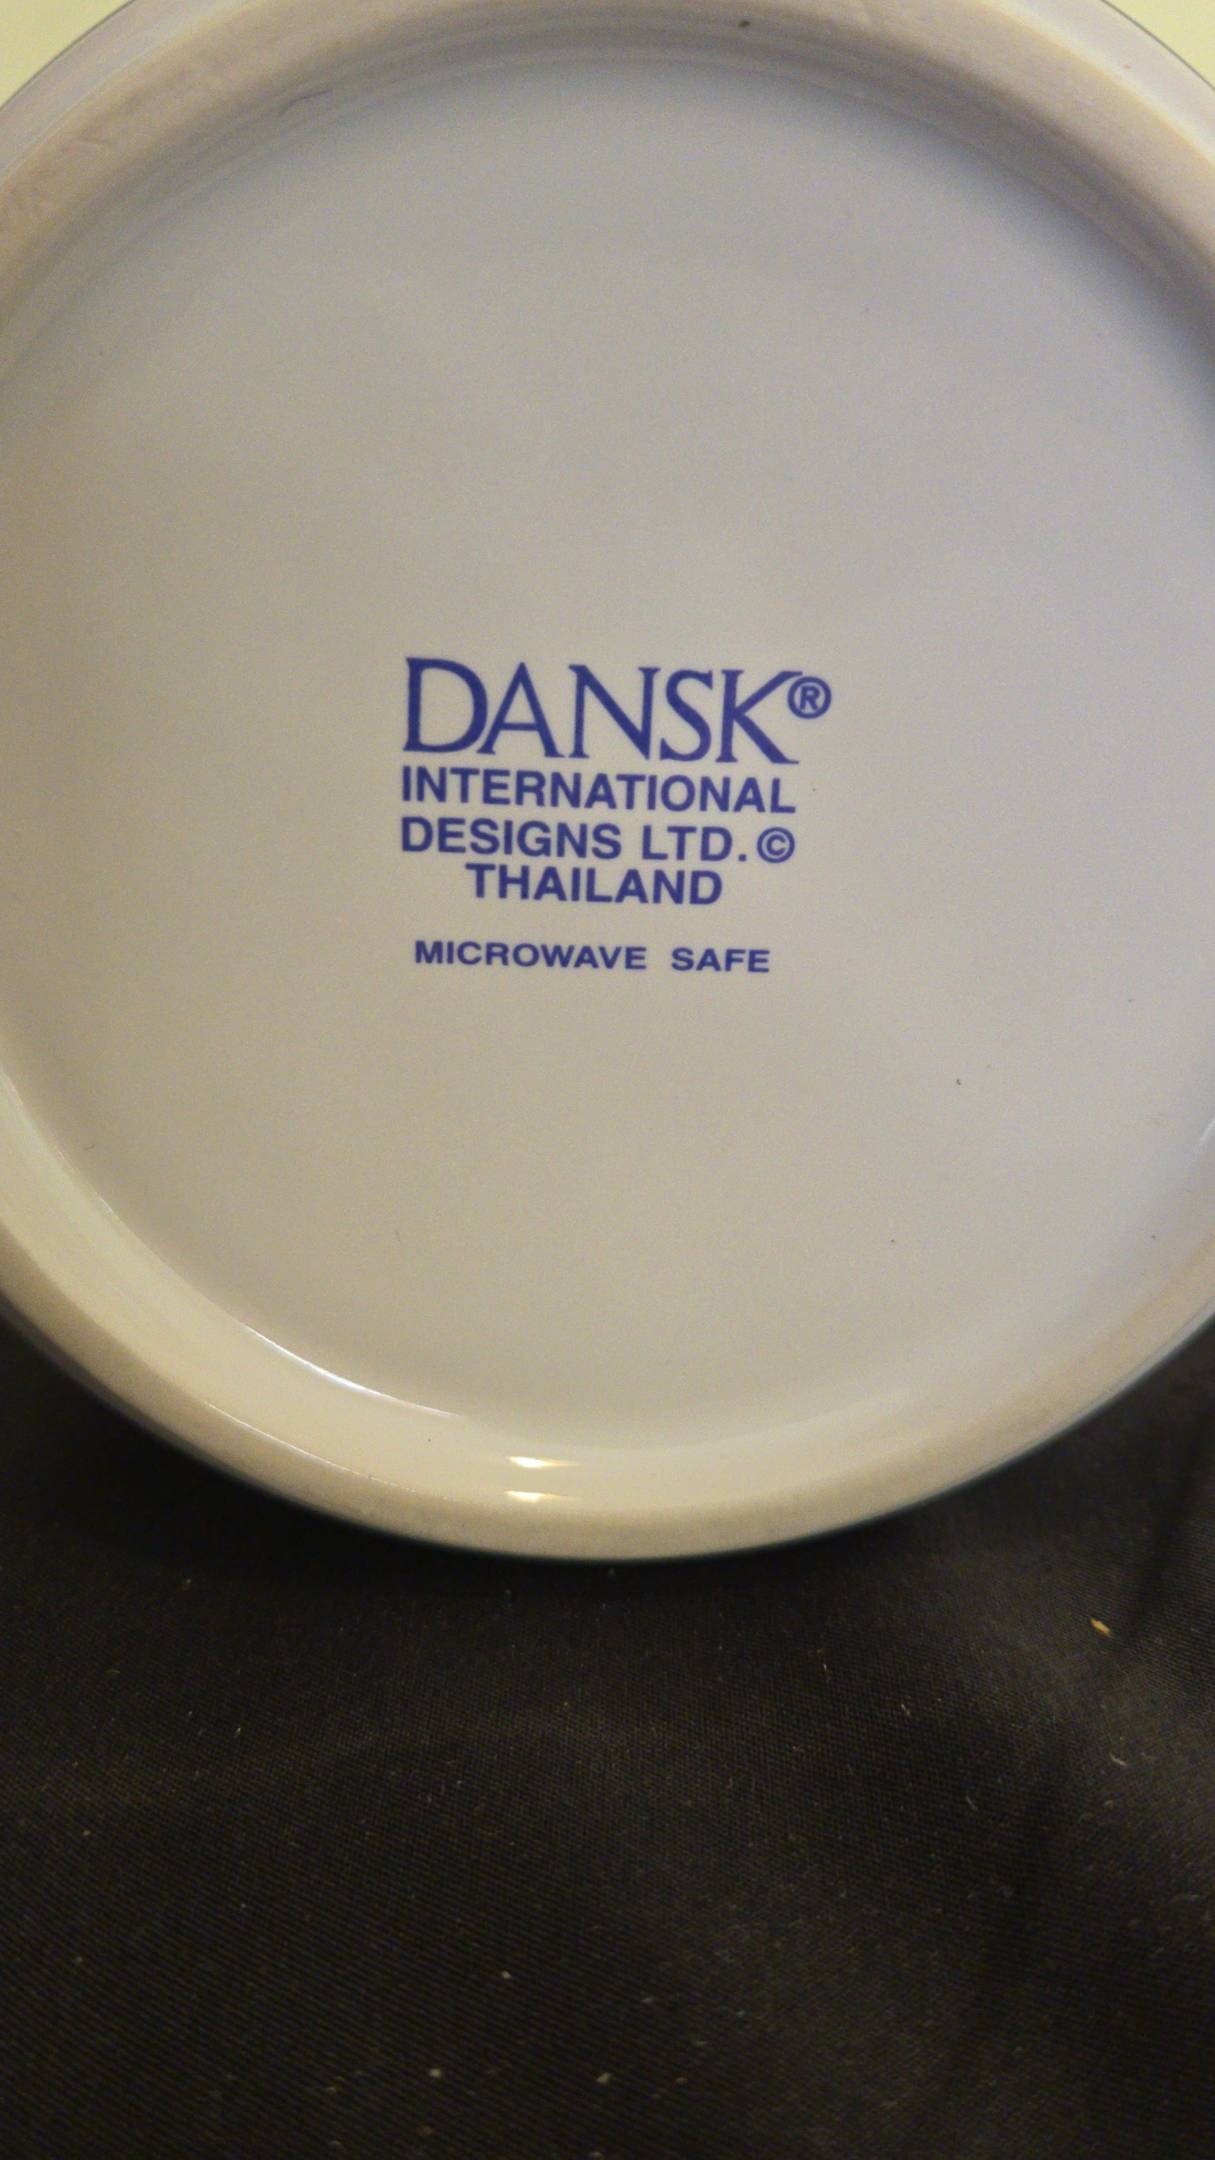 DANSK®
INTERNATIONAL
DESIGNS LTD.©
THAILAND
MICROWAVE SAFE